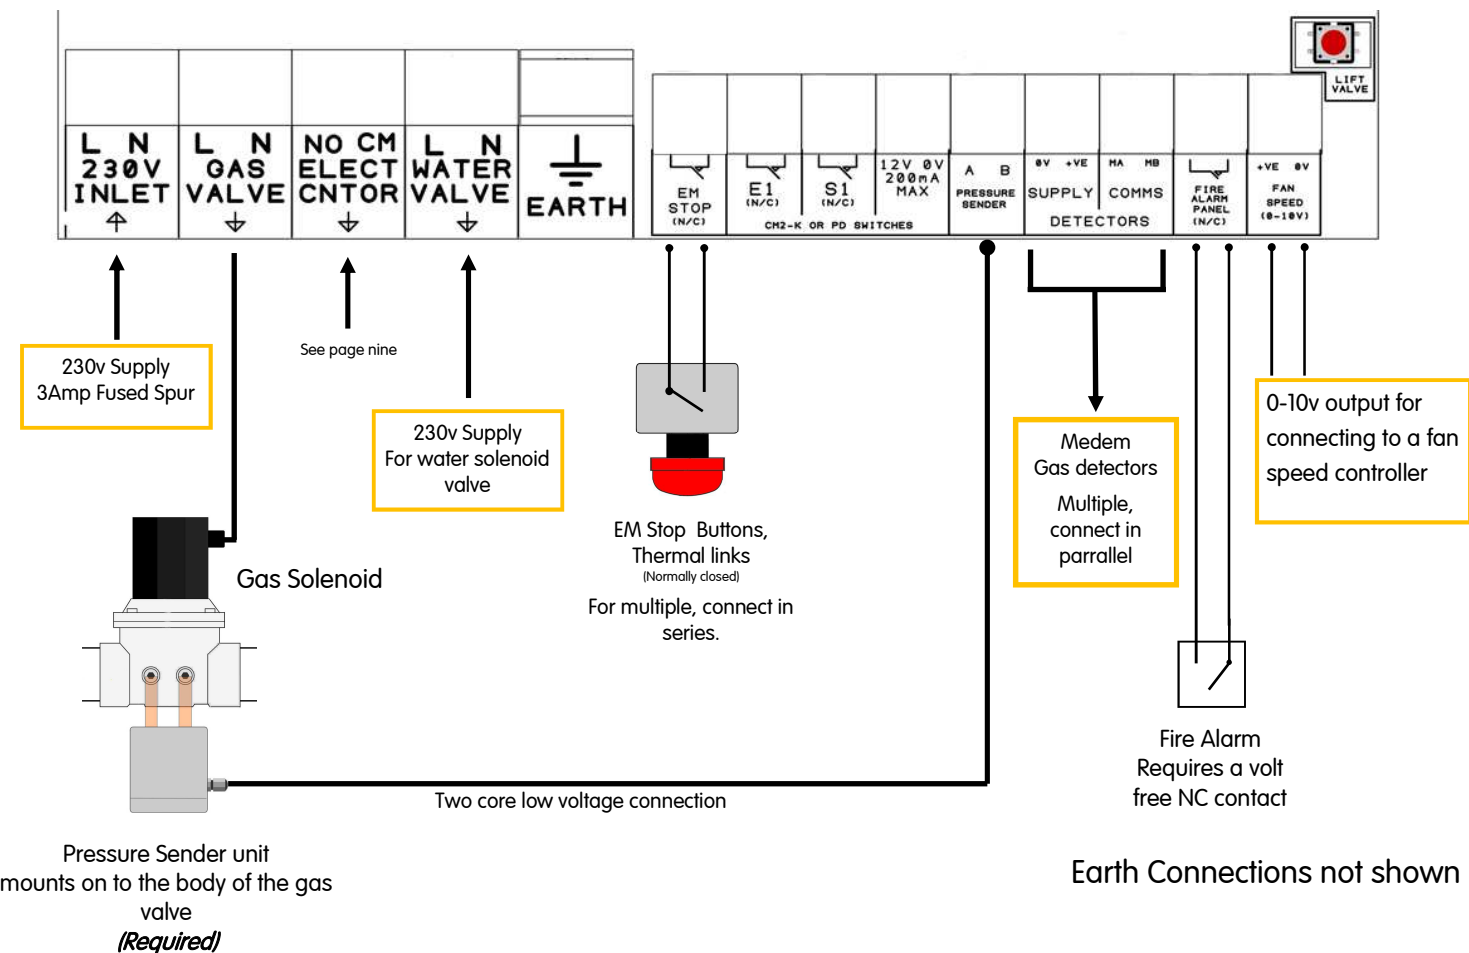 LIFT
VALVE
L N
230V
INLET
L N
GAS
VALVE
NO CM
ELECT
CNTOR
L N
WATER
VALVE
EARTH
EM
STOP
(N/C)
E1
(N/C)
S1
(N/C)
12V 0V
200mA
MAX
CM2-K OR PD SWITCHES
A B
PRESSURE
SENDER
0V +VE
SUPPLY
MA MB
COMMS
DETECTORS
FIRE
ALARM
PANEL
(N/C)
+VE 0V
FAN
SPEED
(0-10V)
230v Supply
3Amp Fused Spur
See page nine
230v Supply
For water solenoid
valve
Gas Solenoid
EM Stop Buttons,
Thermal links
(Normally closed)
For multiple, connect in
series.
Medem
Gas detectors
Multiple,
connect in
parrallel
0-10v output for
connecting to a fan
speed controller
Fire Alarm
Requires a volt
free NC contact
Two core low voltage connection
Pressure Sender unit
mounts on to the body of the gas
valve
(Required)
Earth Connections not shown